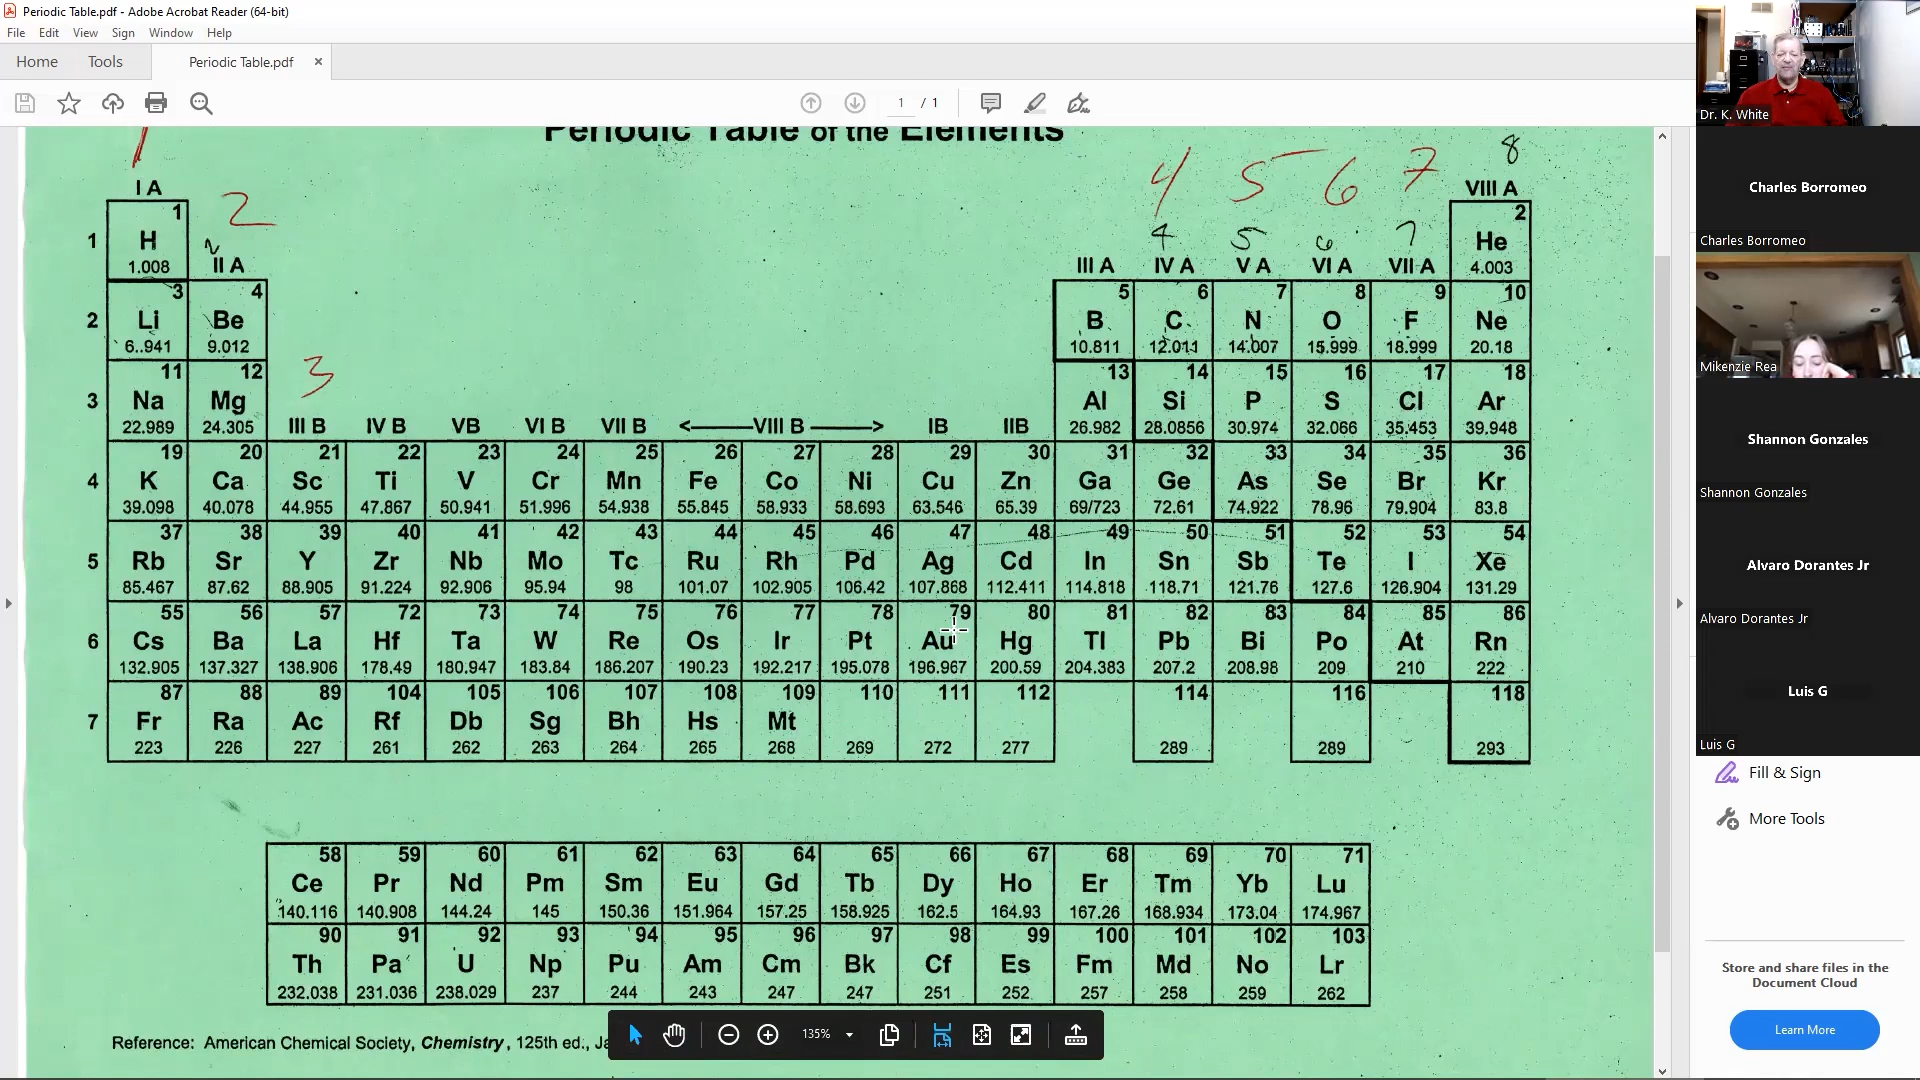 Periodic Table.pdf - Adobe Acrobat Reader (64-bit)
File Edit View Sign Window Help
Home Tools Periodic Table.pdf ×
1 / 1
Periodic Table of the Elements
1 2 3 4 5 6 7 8
2 4 5 6 7
I A II A III A IV A V A VI A VII A VIII A
III B IV B VB VI B VII B <——VIII B——> IB IIB
1
1 H 1.008
2 He 4.003
2
3 Li 6..941
4 Be 9.012
5 B 10.811
6 C 12.011
7 N 14.007
8 O 15.999
9 F 18.999
10 Ne 20.18
3
11 Na 22.989
12 Mg 24.305
13 Al 26.982
14 Si 28.0856
15 P 30.974
16 S 32.066
17 Cl 35.453
18 Ar 39.948
4
19 K 39.098
20 Ca 40.078
21 Sc 44.955
22 Ti 47.867
23 V 50.941
24 Cr 51.996
25 Mn 54.938
26 Fe 55.845
27 Co 58.933
28 Ni 58.693
29 Cu 63.546
30 Zn 65.39
31 Ga 69/723
32 Ge 72.61
33 As 74.922
34 Se 78.96
35 Br 79.904
36 Kr 83.8
5
37 Rb 85.467
38 Sr 87.62
39 Y 88.905
40 Zr 91.224
41 Nb 92.906
42 Mo 95.94
43 Tc 98
44 Ru 101.07
45 Rh 102.905
46 Pd 106.42
47 Ag 107.868
48 Cd 112.411
49 In 114.818
50 Sn 118.71
51 Sb 121.76
52 Te 127.6
53 I 126.904
54 Xe 131.29
6
55 Cs 132.905
56 Ba 137.327
57 La 138.906
72 Hf 178.49
73 Ta 180.947
74 W 183.84
75 Re 186.207
76 Os 190.23
77 Ir 192.217
78 Pt 195.078
79 Au 196.967
80 Hg 200.59
81 Tl 204.383
82 Pb 207.2
83 Bi 208.98
84 Po 209
85 At 210
86 Rn 222
7
87 Fr 223
88 Ra 226
89 Ac 227
104 Rf 261
105 Db 262
106 Sg 263
107 Bh 264
108 Hs 265
109 Mt 268
110 269
111 272
112 277
114 289
116 289
118 293
58 Ce 140.116
59 Pr 140.908
60 Nd 144.24
61 Pm 145
62 Sm 150.36
63 Eu 151.964
64 Gd 157.25
65 Tb 158.925
66 Dy 162.5
67 Ho 164.93
68 Er 167.26
69 Tm 168.934
70 Yb 173.04
71 Lu 174.967
90 Th 232.038
91 Pa 231.036
92 U 238.029
93 Np 237
94 Pu 244
95 Am 243
96 Cm 247
97 Bk 247
98 Cf 251
99 Es 252
100 Fm 257
101 Md 258
102 No 259
103 Lr 262
Reference: American Chemical Society, Chemistry, 125th ed., Ja
135%
Dr. K. White
Charles Borromeo
Charles Borromeo
Mikenzie Rea
Shannon Gonzales
Shannon Gonzales
Alvaro Dorantes Jr
Alvaro Dorantes Jr
Luis G
Luis G
Fill & Sign
More Tools
Store and share files in the
Document Cloud
Learn More